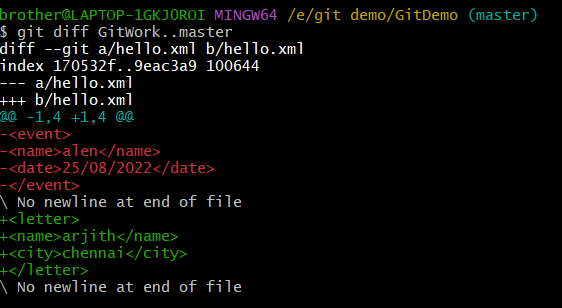 brother@LAPTOP-1GKJ0ROI MINGW64 /e/git demo/GitDemo (master)
$ git diff GitWork..master
diff --git a/hello.xml b/hello.xml
index 170532f..9eac3a9 100644
--- a/hello.xml
+++ b/hello.xml
@@ -1,4 +1,4 @@
-<event>
-<name>alen</name>
-<date>25/08/2022</date>
-</event>
\ No newline at end of file
+<letter>
+<name>arjith</name>
+<city>chennai</city>
+</letter>
\ No newline at end of file